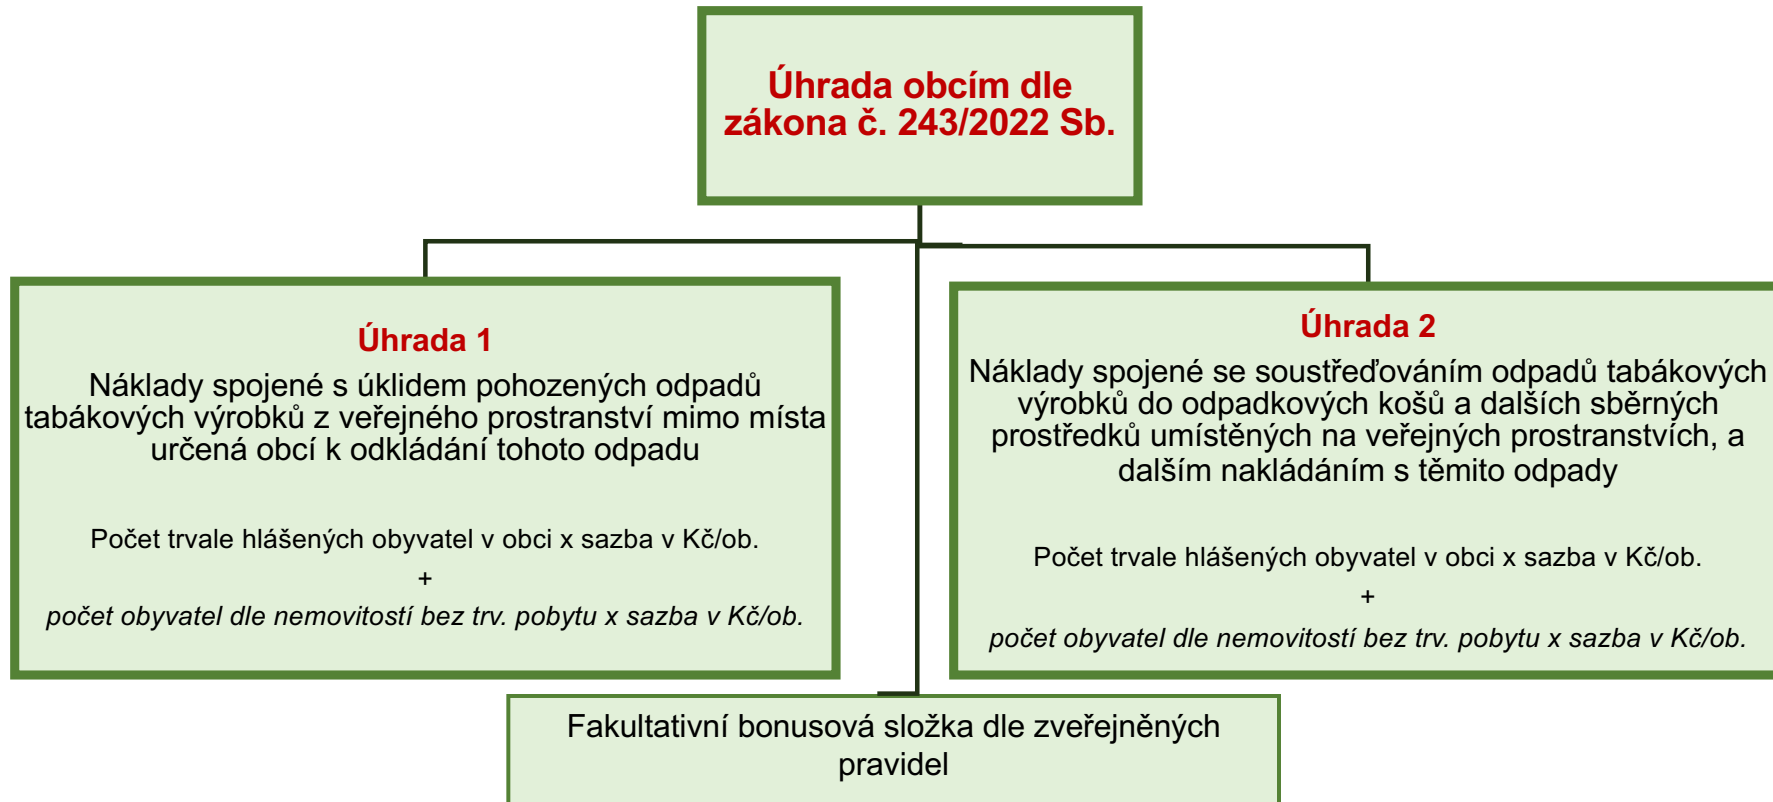 Úhrada obcím dle
zákona č. 243/2022 Sb.
Úhrada 1
Náklady spojené s úklidem pohozených odpadů
tabákových výrobků z veřejného prostranství mimo místa
určená obcí k odkládání tohoto odpadu
Počet trvale hlášených obyvatel v obci x sazba v Kč/ob.
+
počet obyvatel dle nemovitostí bez trv. pobytu x sazba v Kč/ob.
Úhrada 2
Náklady spojené se soustřeďováním odpadů tabákových
výrobků do odpadkových košů a dalších sběrných
prostředků umístěných na veřejných prostranstvích, a
dalším nakládáním s těmito odpady
Počet trvale hlášených obyvatel v obci x sazba v Kč/ob.
+
počet obyvatel dle nemovitostí bez trv. pobytu x sazba v Kč/ob.
Fakultativní bonusová složka dle zveřejněných
pravidel